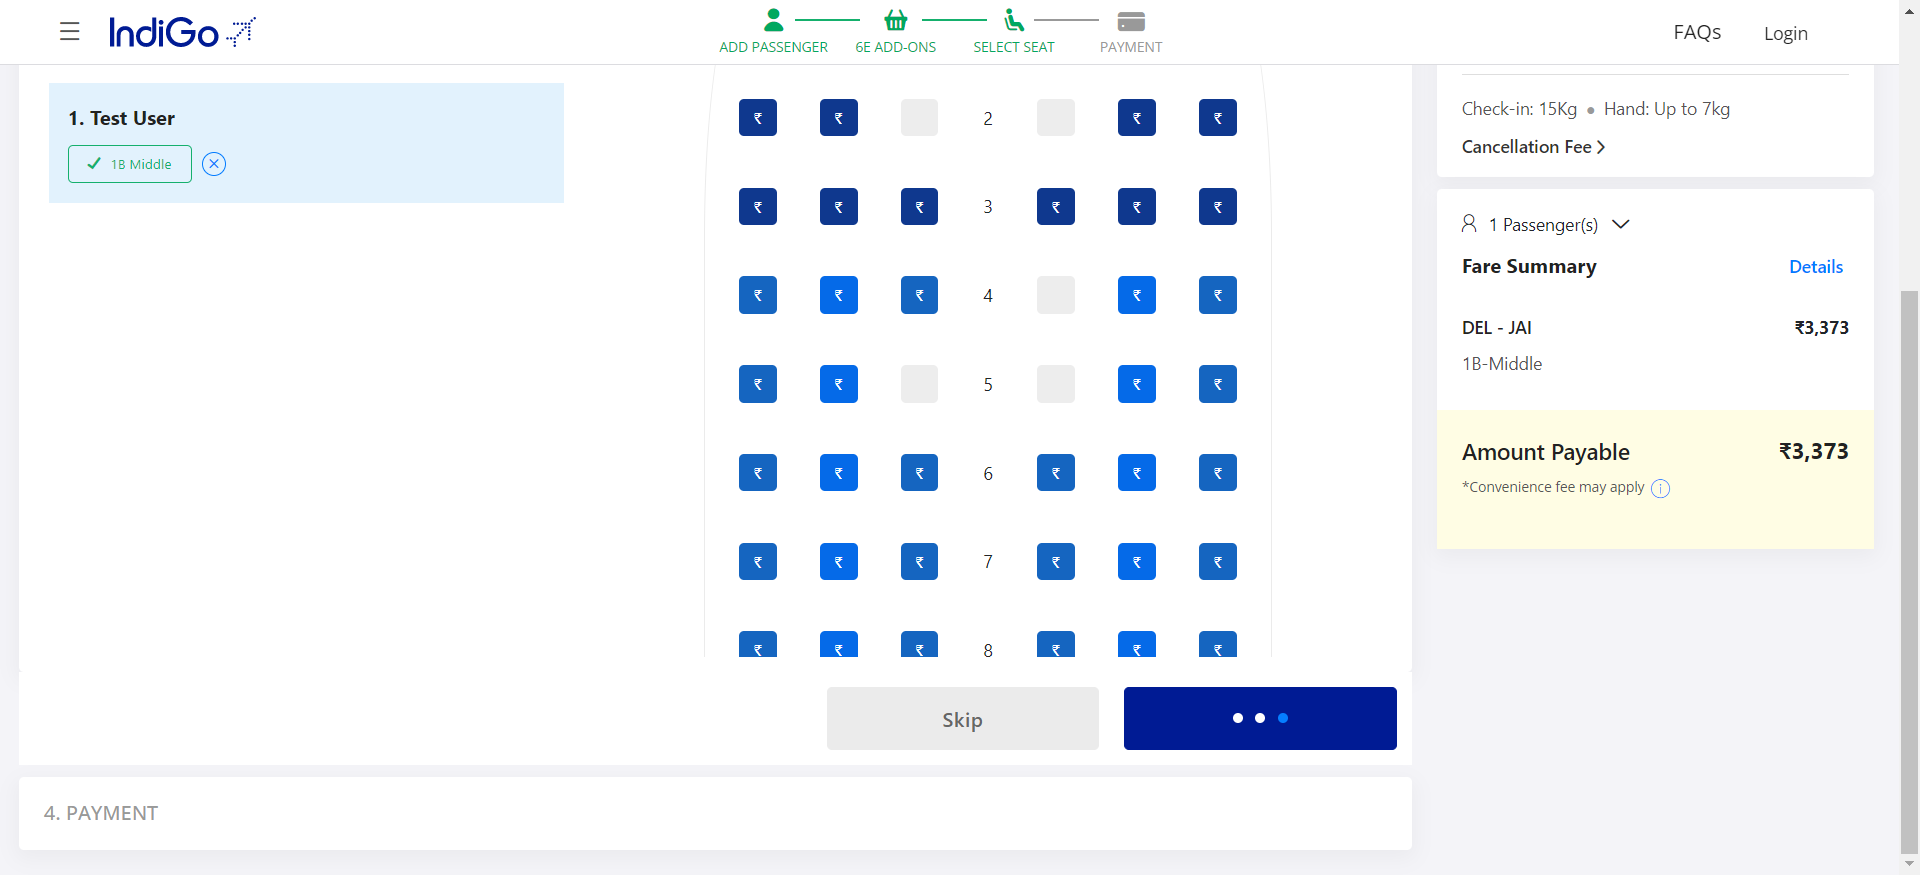 IndiGo
ADD PASSENGER
6E ADD-ONS
SELECT SEAT
PAYMENT
FAQs
Login
1. Test User
1B Middle
₹ ₹ 2 ₹ ₹
₹ ₹ ₹ 3 ₹ ₹ ₹
₹ ₹ ₹ 4 ₹ ₹
₹ ₹ 5 ₹ ₹
₹ ₹ ₹ 6 ₹ ₹ ₹
₹ ₹ ₹ 7 ₹ ₹ ₹
₹ ₹ ₹ 8 ₹ ₹ ₹
Skip
4. PAYMENT
Check-in: 15Kg • Hand: Up to 7kg
Cancellation Fee
1 Passenger(s)
Fare Summary Details
DEL - JAI ₹3,373
1B-Middle
Amount Payable ₹3,373
*Convenience fee may apply